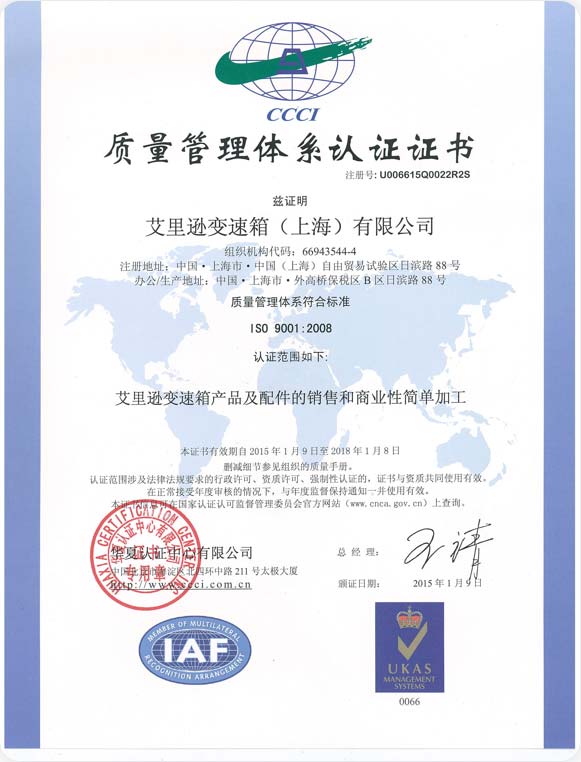 CCCI
质量管理体系认证证书
注册号: U006615Q0022R2S
兹证明
艾里逊变速箱（上海）有限公司
组织机构代码：66943544-4
注册地址：中国·上海市·中国（上海）自由贸易试验区日滨路 88 号
办公/生产地址：中国·上海市·外高桥保税区 B 区日滨路 88 号
质量管理体系符合标准
ISO 9001:2008
认证范围如下:
艾里逊变速箱产品及配件的销售和商业性简单加工
本证书有效期自 2015 年 1 月 9 日至 2018 年 1 月 8 日
删减细节参见组织的质量手册。
认证范围涉及法律法规要求的行政许可、资质许可、强制性认证的，证书与资质共同使用有效。
在正常接受年度审核的情况下，与年度监督保持通知一并使用有效。
本证书信息可在国家认证认可监督管理委员会官方网站（www.cnca.gov.cn）上查询。
HUAXIA CERTIFICATION CENTER INC.
华夏认证中心有限公司
证书
专用章
华夏认证中心有限公司
中国北京市海淀区北四环中路 211 号太极大厦
http://www.ccci.com.cn
总 经 理：
颁证日期： 2015 年 1 月 9 日
MEMBER OF MULTILATERAL
IAF
RECOGNITION ARRANGEMENT
UKAS
MANAGEMENT
SYSTEMS
0066